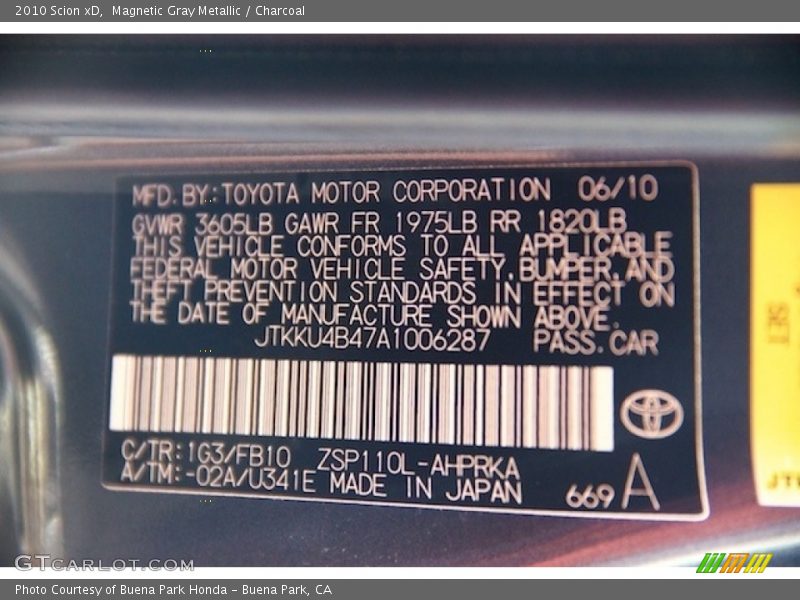 2010 Scion xD,  Magnetic Gray Metallic / Charcoal
MFD. BY: TOYOTA MOTOR CORPORATION 06/10
GVWR 3605LB GAWR FR 1975LB RR 1820LB
THIS VEHICLE CONFORMS TO ALL APPLICABLE
FEDERAL MOTOR VEHICLE SAFETY, BUMPER, AND
THEFT PREVENTION STANDARDS IN EFFECT ON
THE DATE OF MANUFACTURE SHOWN ABOVE.
JTKKU4B47A1006287 PASS. CAR
C/TR: 1G3/FB10 ZSP110L-AHPRKA
A/TM: -02A/U341E MADE IN JAPAN
669 A
GTCARLOT.COM
Photo Courtesy of Buena Park Honda - Buena Park, CA